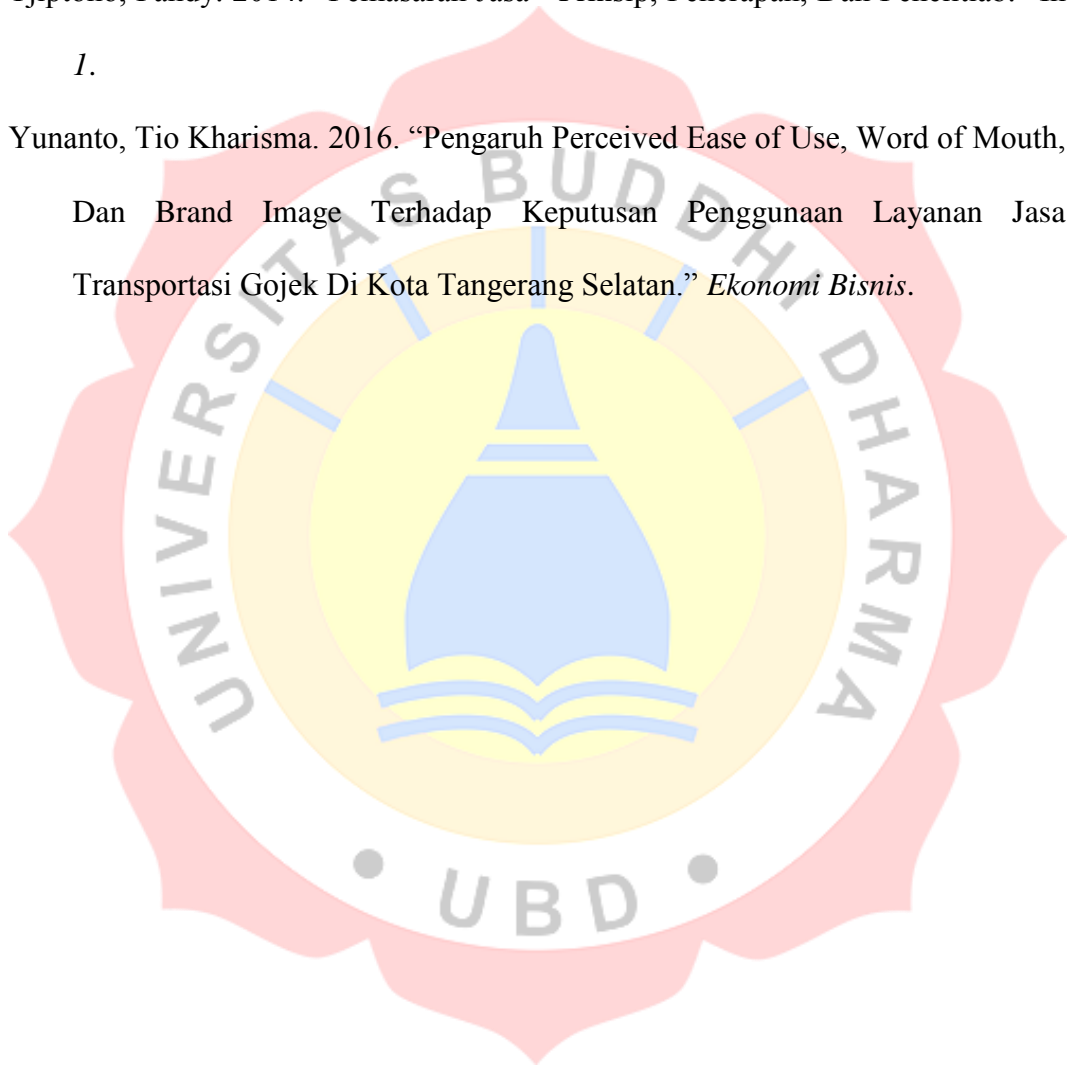 1.
Yunanto, Tio Kharisma. 2016. “Pengaruh Perceived Ease of Use, Word of Mouth,
Dan Brand Image Terhadap Keputusan Penggunaan Layanan Jasa
Transportasi Gojek Di Kota Tangerang Selatan.” Ekonomi Bisnis.
UNIVERSITAS BUDDHI DHARMA
• UBD •